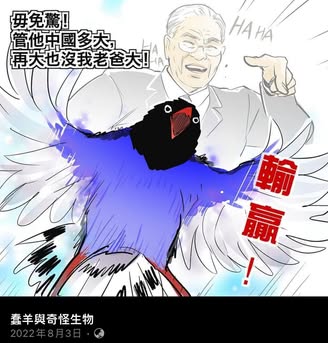 毋免驚！
管他中國多大，
再大也沒我老爸大！
HA HA
HA HA
輸贏！
蠢羊與奇怪生物
2022年8月3日 ·